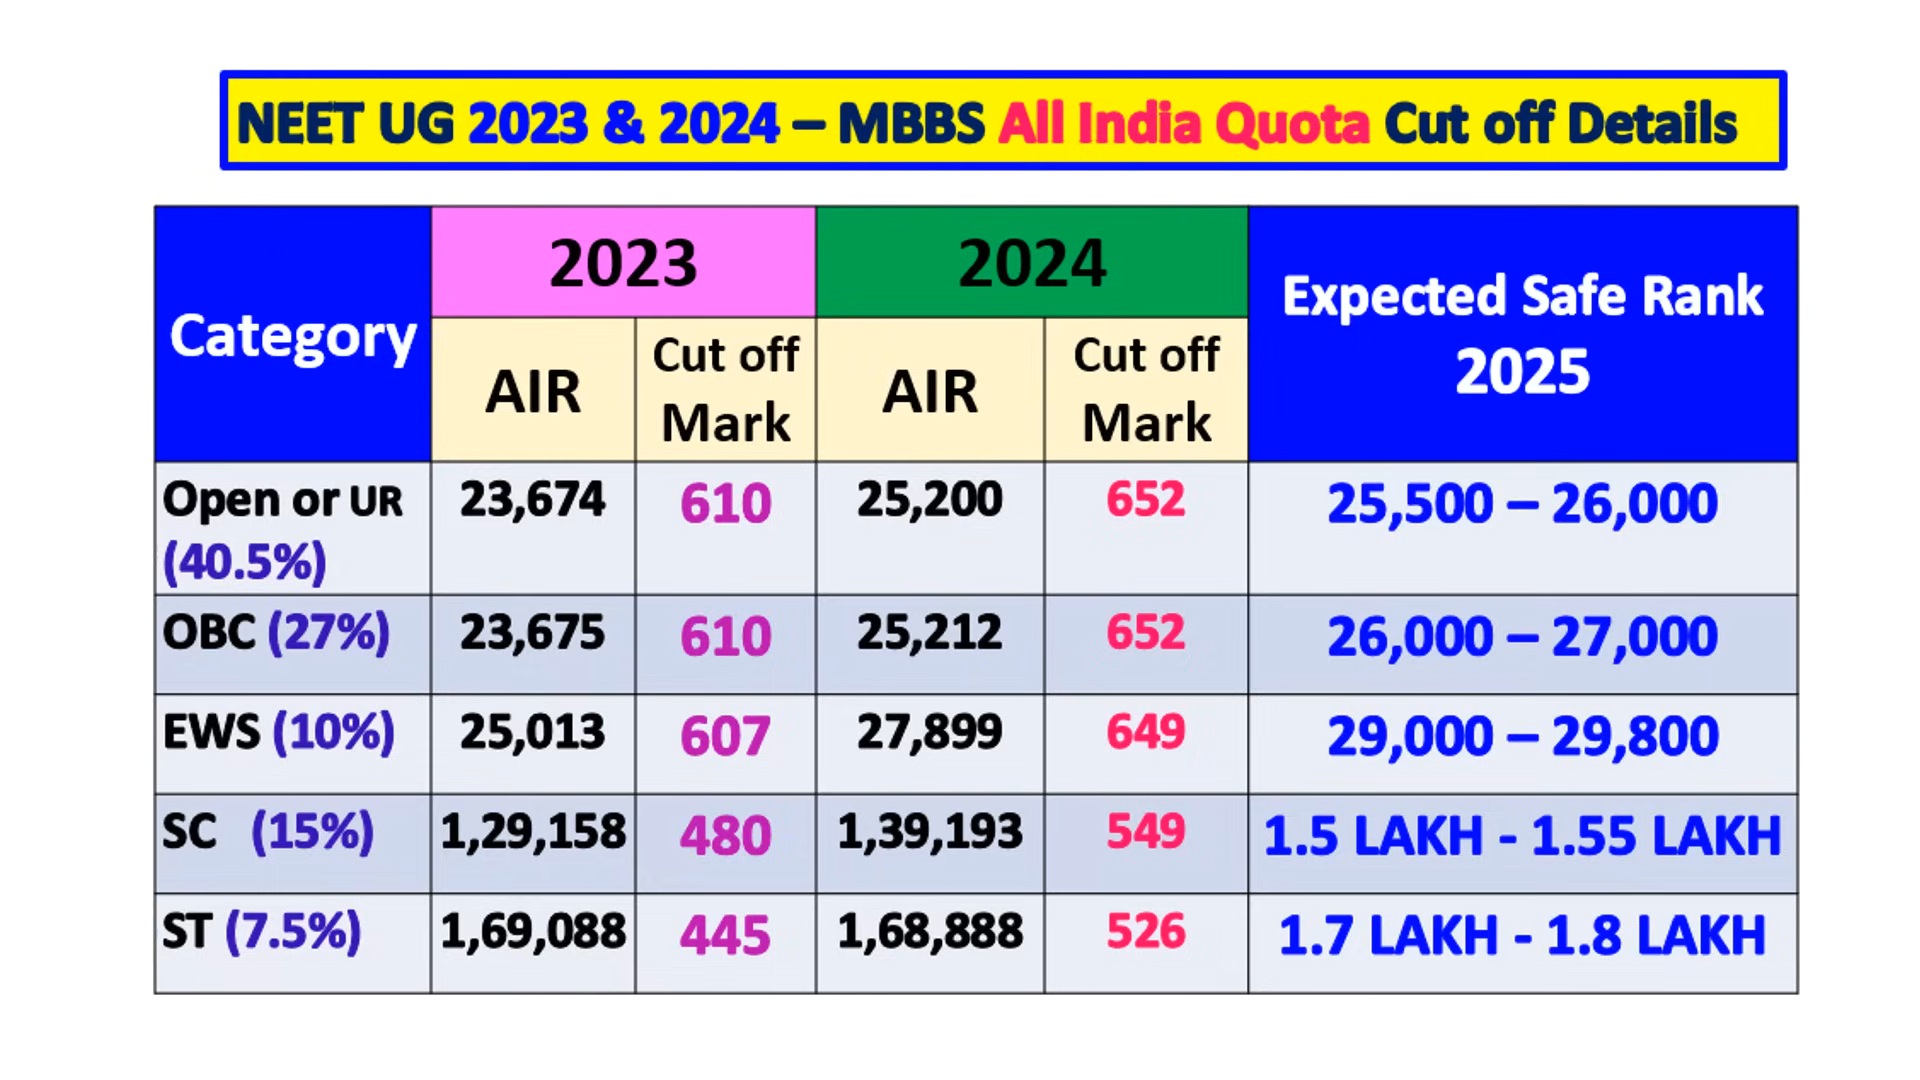 NEET UG 2023 & 2024 – MBBS All India Quota Cut off Details
Category
2023
2024
Expected Safe Rank
2025
AIR
Cut off
Mark
AIR
Cut off
Mark
Open or UR
(40.5%)
23,674
610
25,200
652
25,500 – 26,000
OBC (27%)
23,675
610
25,212
652
26,000 – 27,000
EWS (10%)
25,013
607
27,899
649
29,000 – 29,800
SC (15%)
1,29,158
480
1,39,193
549
1.5 LAKH - 1.55 LAKH
ST (7.5%)
1,69,088
445
1,68,888
526
1.7 LAKH - 1.8 LAKH